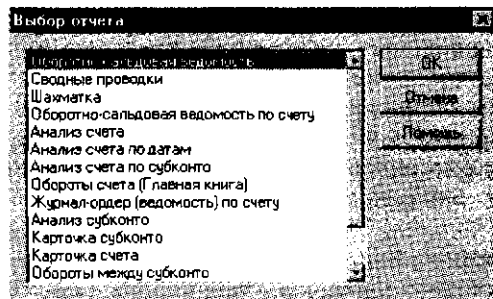 Выбор отчета
Оборотно-сальдовая ведомость
Сводные проводки
Шахматка
Оборотно-сальдовая ведомость по счету
Анализ счета
Анализ счета по датам
Анализ счета по субконто
Обороты счета (Главная книга)
Журнал-ордер (ведомость) по счету
Анализ субконто
Карточка субконто
Карточка счета
Обороты между субконто
OK
Отмена
Помощь